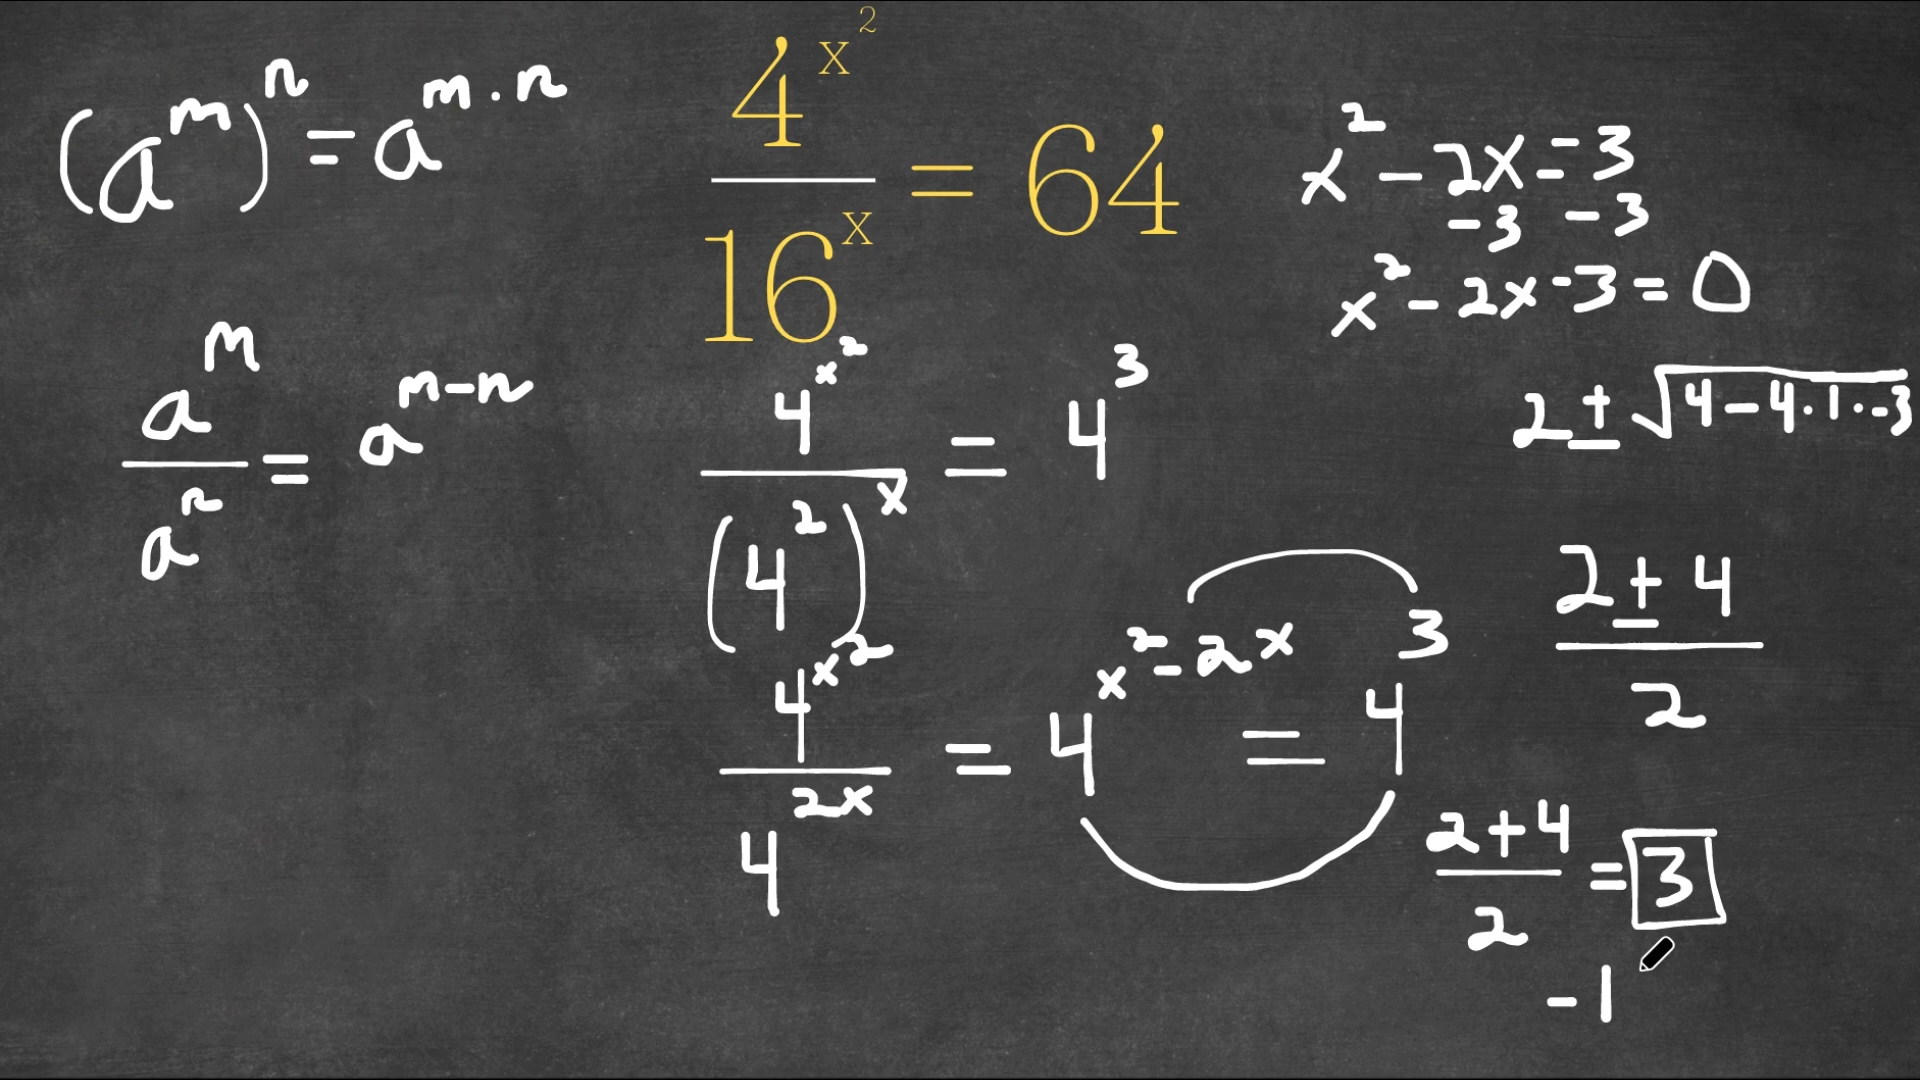 (a^m)^n = a^{m·n}
a^m / a^n = a^{m-n}
4^{x^2} / 16^x = 64
4^{x^2} / (4^2)^x = 4^3
4^{x^2} / 4^{2x} = 4^{x^2-2x} = 4^3
x^2 - 2x = 3
-3 -3
x^2 - 2x - 3 = 0
2 ± √4 - 4·1·-3
2 ± 4 / 2
2 + 4 / 2 = 3
-1